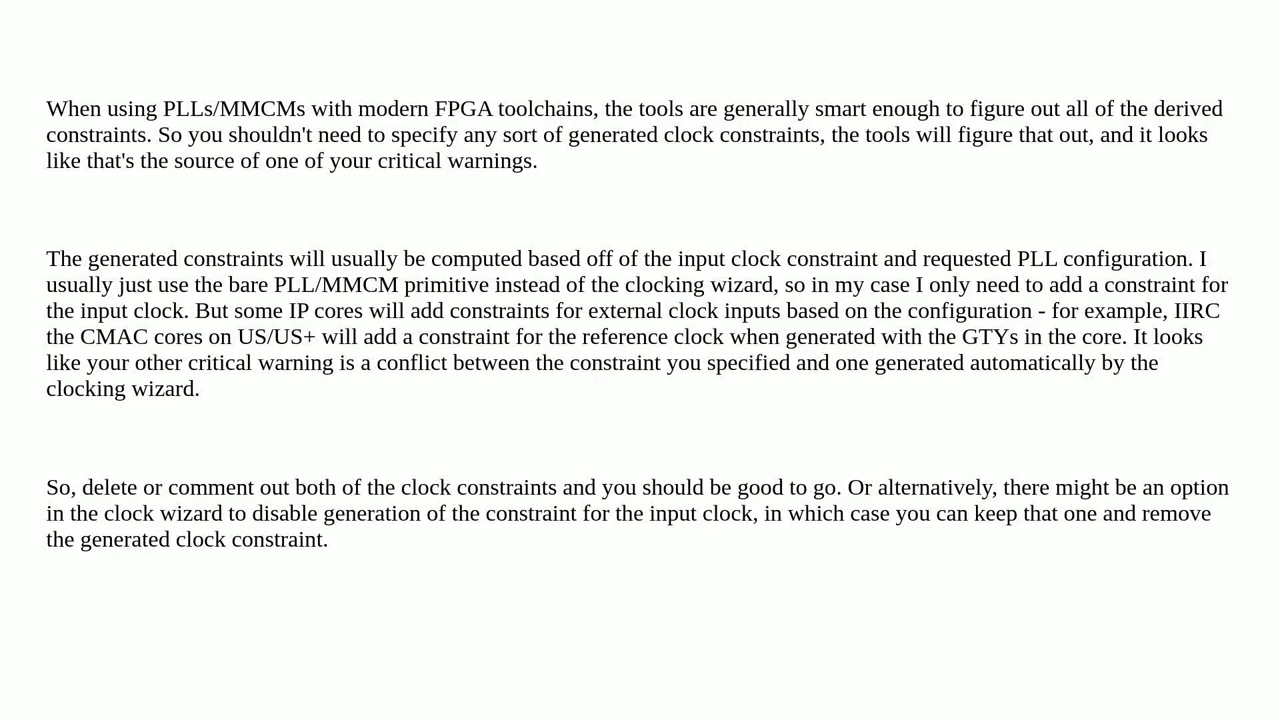 When using PLLs/MMCMs with modern FPGA toolchains, the tools are generally smart enough to figure out all of the derived
constraints. So you shouldn't need to specify any sort of generated clock constraints, the tools will figure that out, and it looks
like that's the source of one of your critical warnings.
The generated constraints will usually be computed based off of the input clock constraint and requested PLL configuration. I
usually just use the bare PLL/MMCM primitive instead of the clocking wizard, so in my case I only need to add a constraint for
the input clock. But some IP cores will add constraints for external clock inputs based on the configuration - for example, IIRC
the CMAC cores on US/US+ will add a constraint for the reference clock when generated with the GTYs in the core. It looks
like your other critical warning is a conflict between the constraint you specified and one generated automatically by the
clocking wizard.
So, delete or comment out both of the clock constraints and you should be good to go. Or alternatively, there might be an option
in the clock wizard to disable generation of the constraint for the input clock, in which case you can keep that one and remove
the generated clock constraint.